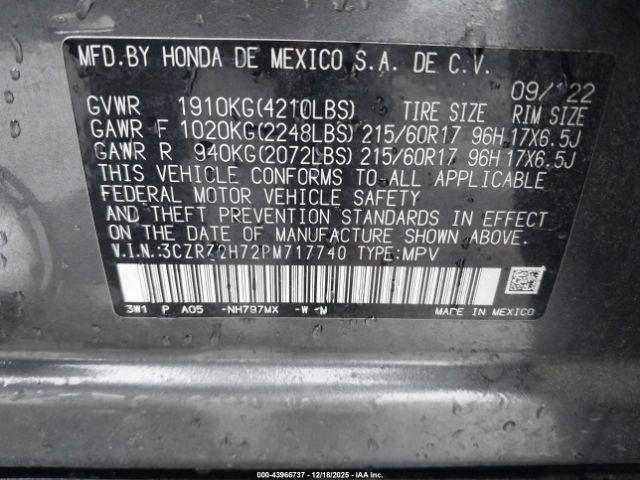 MFD.BY HONDA DE MEXICO S.A. DE C.V.
09/ 22
GVWR 1910KG(4210LBS) TIRE SIZE RIM SIZE
GAWR F 1020KG(2248LBS) 215/60R17 96H 17X6.5J
GAWR R 940KG(2072LBS) 215/60R17 96H 17X6.5J
THIS VEHICLE CONFORMS TO ALL APPLICABLE
FEDERAL MOTOR VEHICLE SAFETY
AND THEFT PREVENTION STANDARDS IN EFFECT
ON THE DATE OF MANUFACTURE SHOWN ABOVE.
V.I.N.:3CZRZ2H72PM717740 TYPE:MPV
3W1 P A05 -NH797MX -W -M MADE IN MEXICO
000-43966737 - 12/18/2025 - IAAI.COM